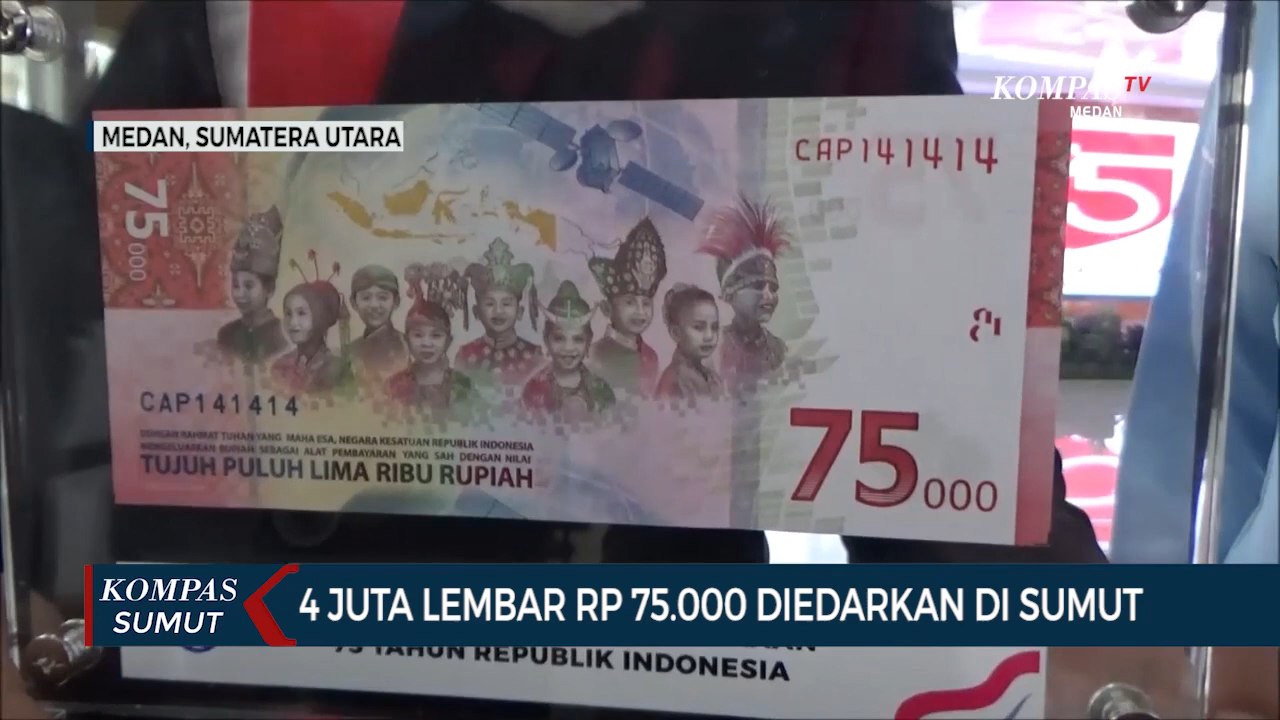 KOMPAS TV
MEDAN
MEDAN, SUMATERA UTARA
75
000
CAP141414
CAP141414
DENGAN RAHMAT TUHAN YANG MAHA ESA, NEGARA KESATUAN REPUBLIK INDONESIA
MENGELUARKAN RUPIAH SEBAGAI ALAT PEMBAYARAN YANG SAH DENGAN NILAI
TUJUH PULUH LIMA RIBU RUPIAH
75000
KOMPAS
SUMUT
4 JUTA LEMBAR RP 75.000 DIEDARKAN DI SUMUT
75 TAHUN REPUBLIK INDONESIA